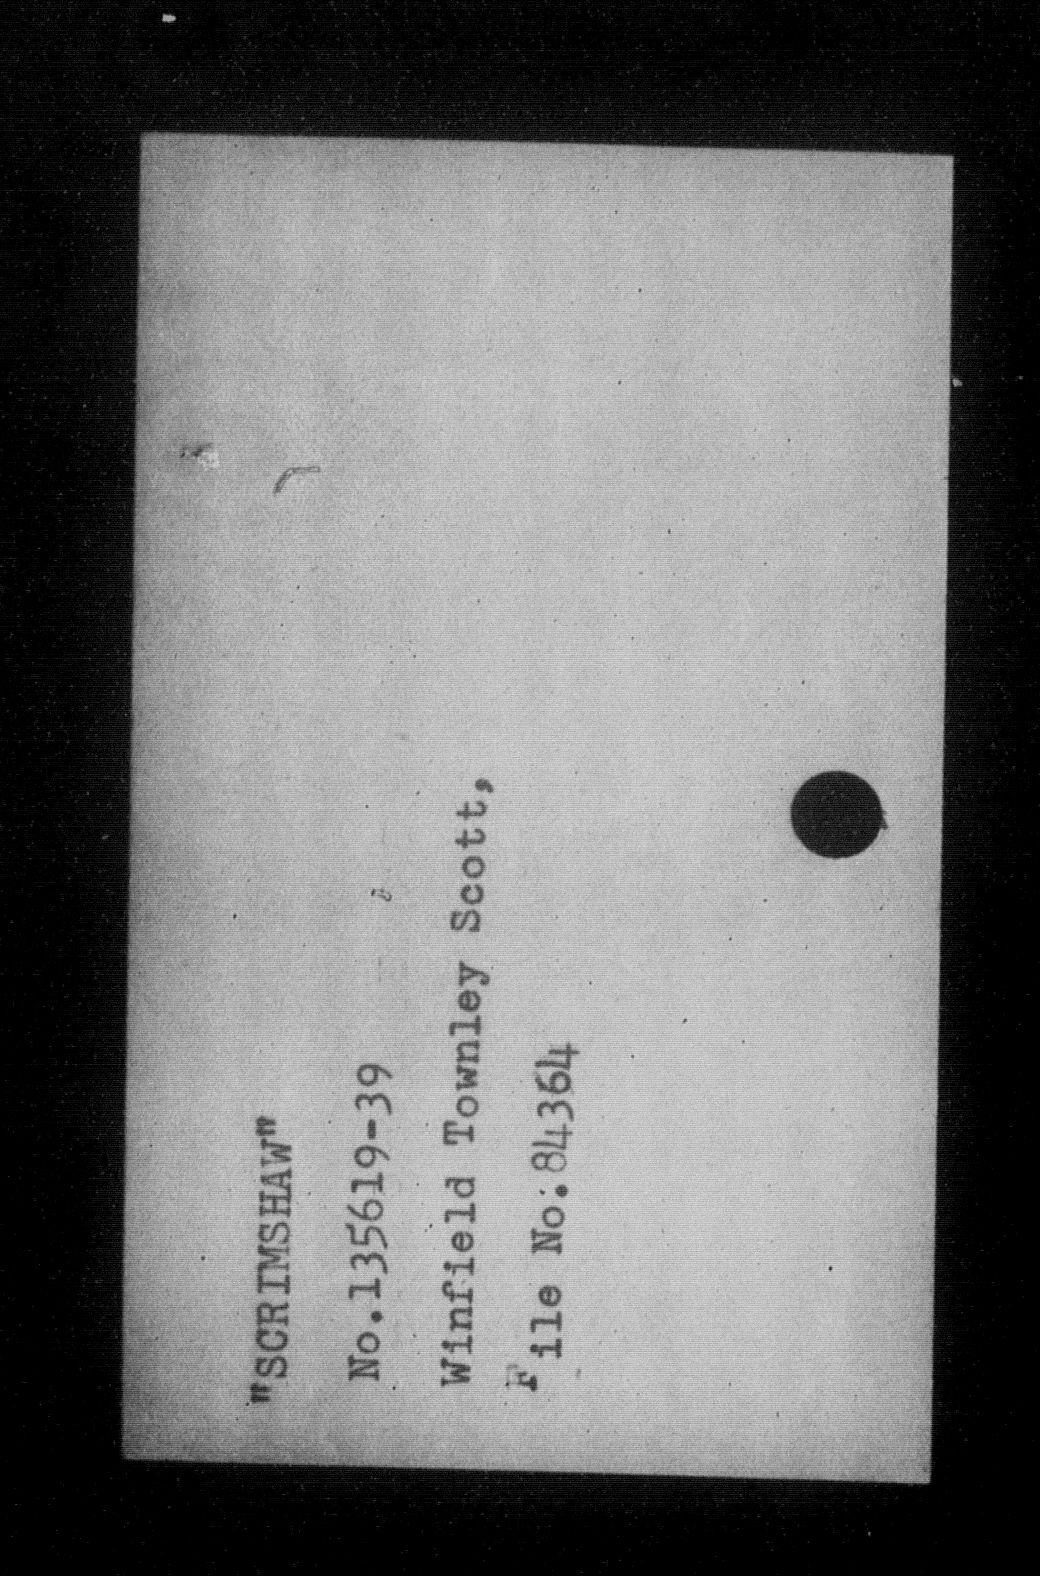 "SCRIMSHAW"
No.135619-39
Winfield Townley Scott,
File No.84364